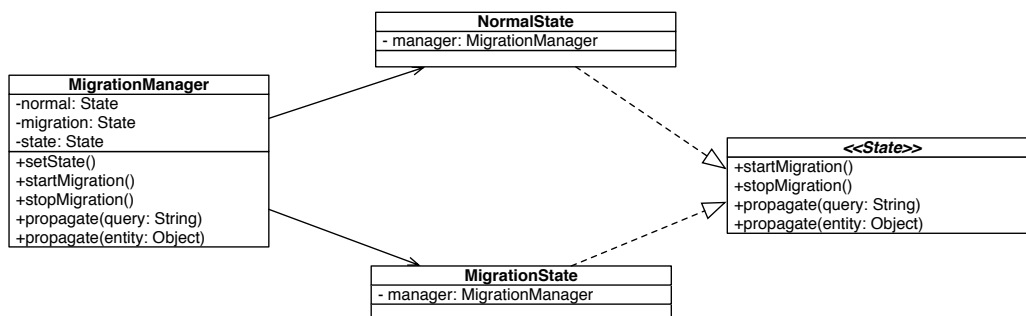 NormalState
- manager: MigrationManager
MigrationManager
-normal: State
-migration: State
-state: State
+setState()
+startMigration()
+stopMigration()
+propagate(query: String)
+propagate(entity: Object)
<<State>>
+startMigration()
+stopMigration()
+propagate(query: String)
+propagate(entity: Object)
MigrationState
- manager: MigrationManager